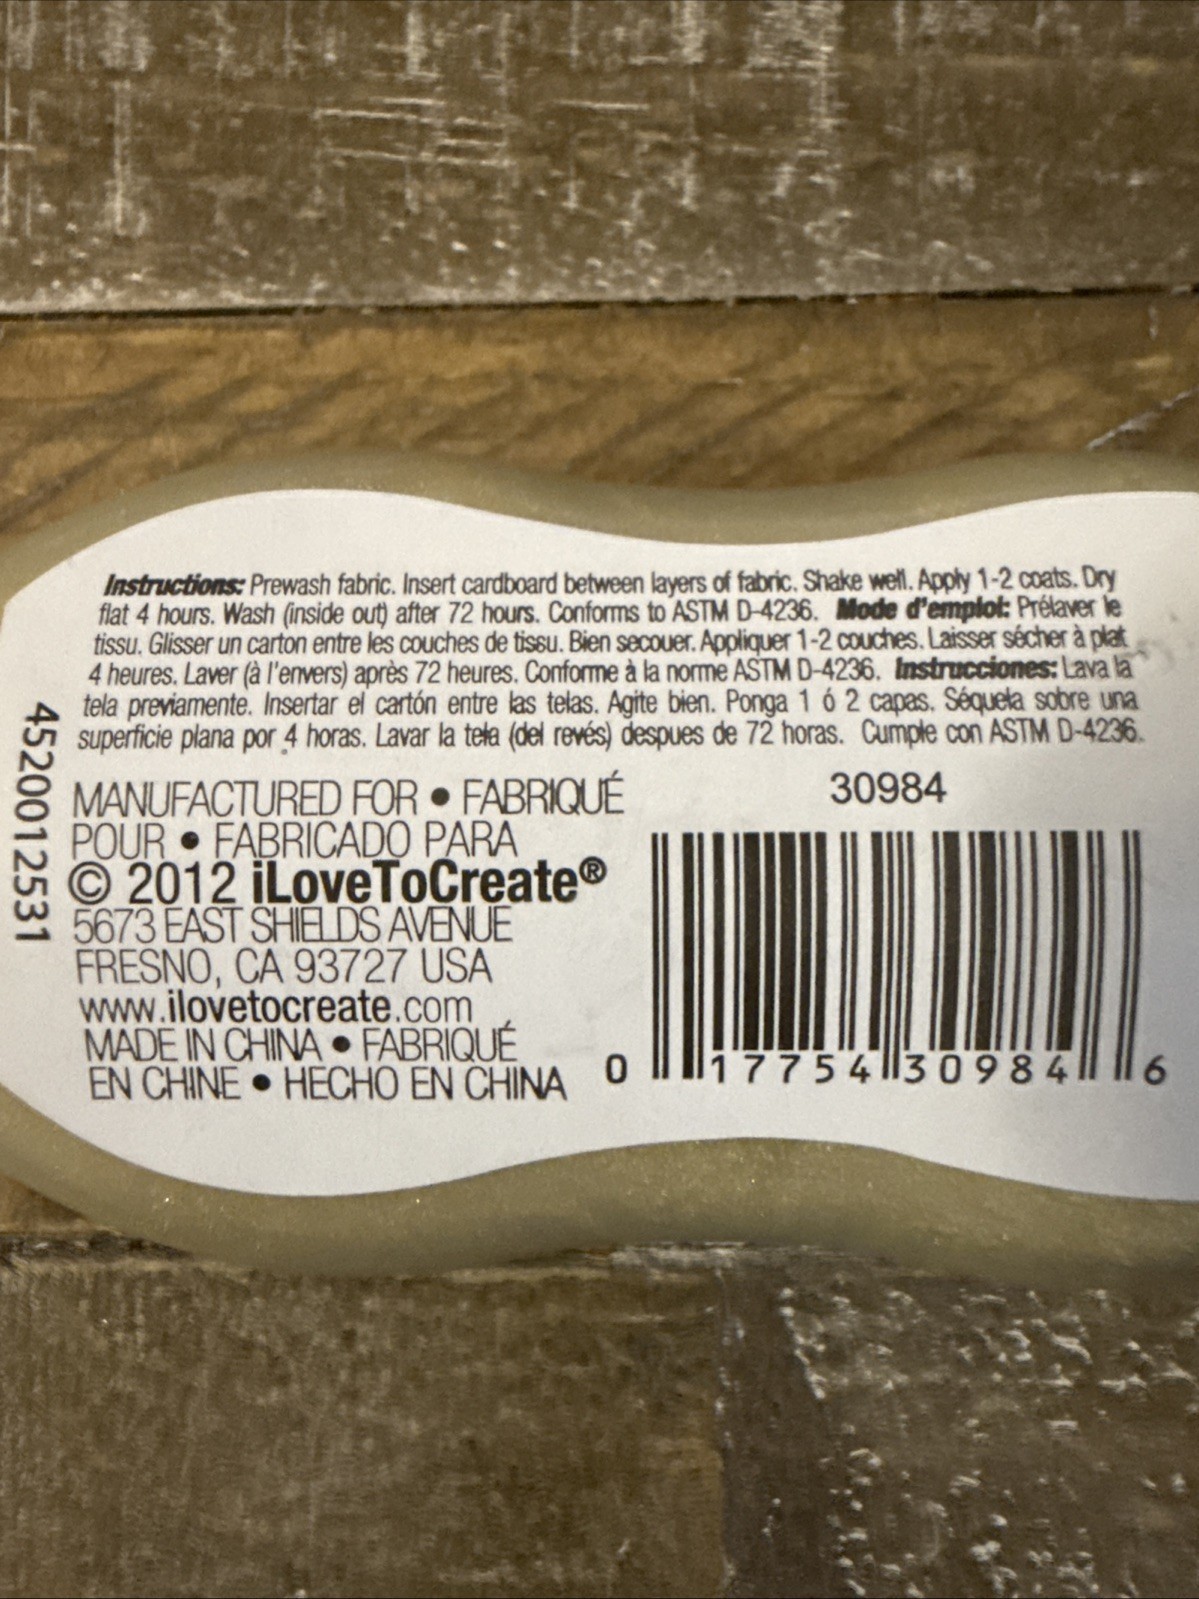 Instructions: Prewash fabric. Insert cardboard between layers of fabric. Shake well. Apply 1-2 coats. Dry
flat 4 hours. Wash (inside out) after 72 hours. Conforms to ASTM D-4236. Mode d'emploi: Prélaver le
tissu. Glisser un carton entre les couches de tissu. Bien secouer. Appliquer 1-2 couches. Laisser sécher à plat
4 heures. Laver (à l'envers) après 72 heures. Conforme à la norme ASTM D-4236. Instrucciones: Lava la
tela previamente. Insertar el cartón entre las telas. Agite bien. Ponga 1 ó 2 capas. Séquela sobre una
superficie plana por 4 horas. Lavar la tela (del revés) despues de 72 horas. Cumple con ASTM D-4236.
4520012531
MANUFACTURED FOR • FABRIQUÉ
POUR • FABRICADO PARA
© 2012 iLoveToCreate®
5673 EAST SHIELDS AVENUE
FRESNO, CA 93727 USA
www.ilovetocreate.com
MADE IN CHINA • FABRIQUÉ
EN CHINE • HECHO EN CHINA
30984
0 17754 30984 6